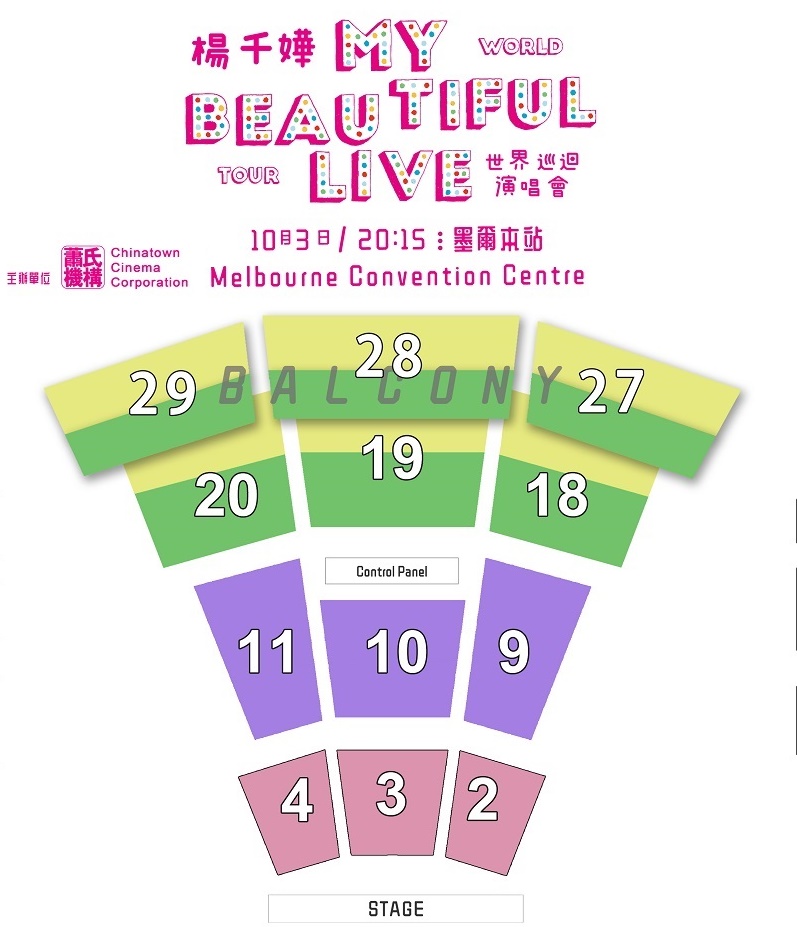 楊千嬅 MY WORLD
BEAUTIFUL
TOUR LIVE 世界巡迴
演唱會
10月3日/ 20:15:墨爾本站
Melbourne Convention Centre
主辦單位 蕭氏機構 Chinatown
Cinema
Corporation
29 28 27
BALCONY
20 19 18
Control Panel
11 10 9
4 3 2
STAGE